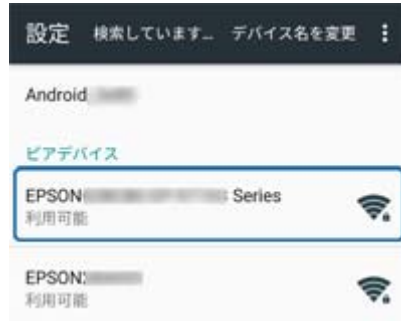 設定 検索しています... デバイス名を変更
Android
ピアデバイス
EPSON Series
利用可能
EPSON
利用可能